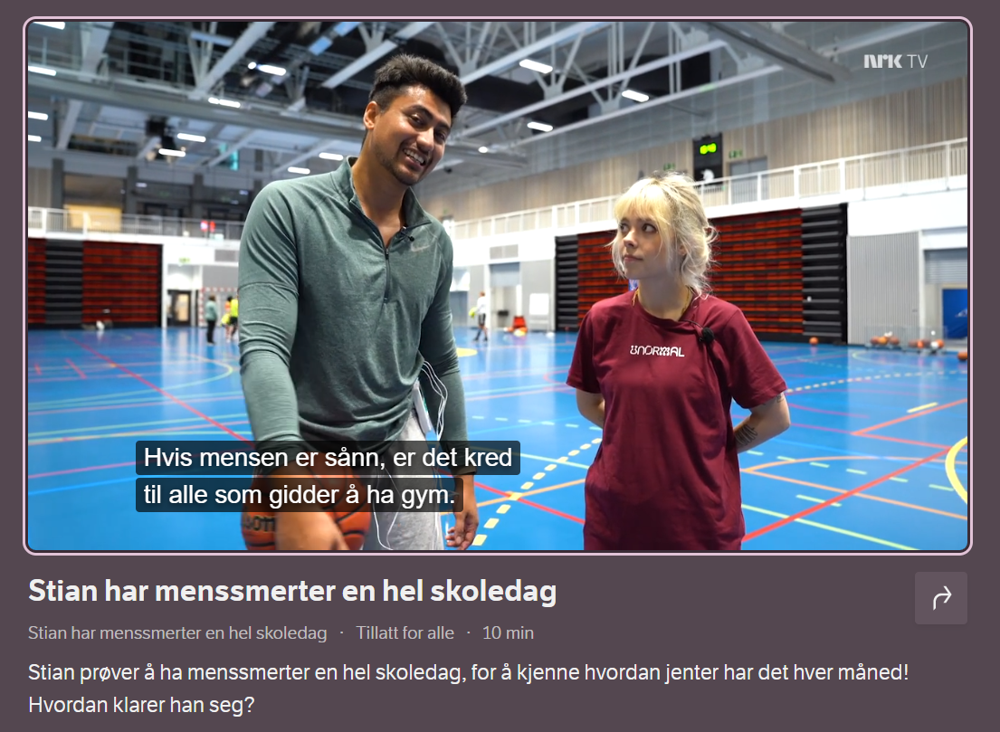 NRK TV
UNORMAL
Hvis mensen er sånn, er det kred
til alle som gidder å ha gym.
Stian har menssmerter en hel skoledag
Stian har menssmerter en hel skoledag · Tillatt for alle · 10 min
Stian prøver å ha menssmerter en hel skoledag, for å kjenne hvordan jenter har det hver måned!
Hvordan klarer han seg?